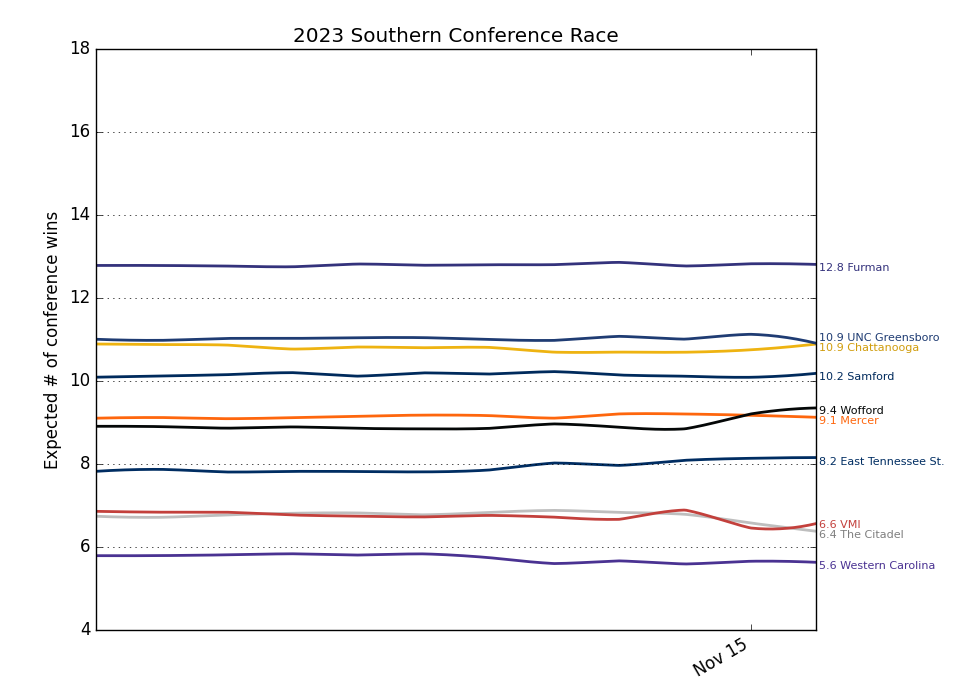 2023 Southern Conference Race
Expected # of conference wins
18
16
14
12
10
8
6
4
12.8 Furman
10.9 UNC Greensboro
10.9 Chattanooga
10.2 Samford
9.4 Wofford
9.1 Mercer
8.2 East Tennessee St.
6.6 VMI
6.4 The Citadel
5.6 Western Carolina
Nov 15